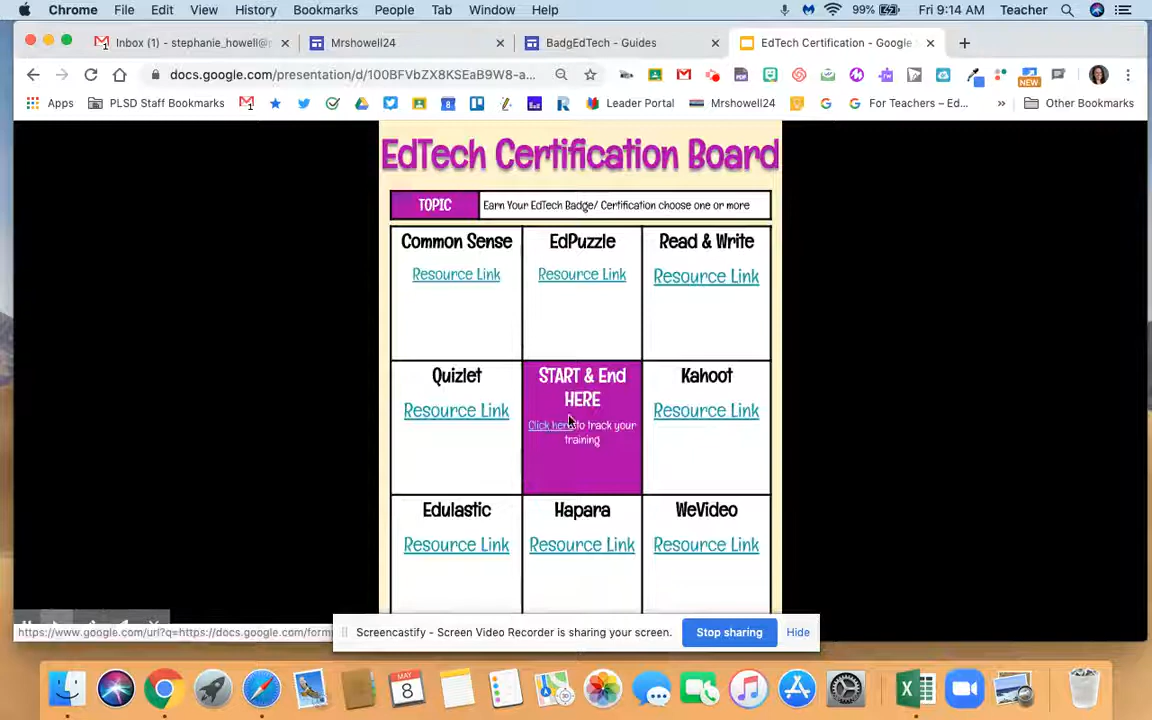 Chrome File Edit View History Bookmarks People Tab Window Help 99% Fri 9:14 AM Teacher
Inbox (1) - stephanie_howell@r
Mrshowell24
BadgEdTech - Guides
EdTech Certification - Google
docs.google.com/presentation/d/100BFVbZX8KSEaB9W8-a...
NEW
Apps PLSD Staff Bookmarks Leader Portal Mrshowell24 For Teachers – Ed... » Other Bookmarks
EdTech Certification Board
TOPIC Earn Your EdTech Badge/ Certification choose one or more
Common Sense EdPuzzle Read & Write
Resource Link Resource Link Resource Link
Quizlet START & End HERE Kahoot
Resource Link Click here to track your training Resource Link
Edulastic Hapara WeVideo
Resource Link Resource Link Resource Link
https://www.google.com/url?q=https://docs.google.com/form
Screencastify - Screen Video Recorder is sharing your screen. Stop sharing Hide
MAY
8